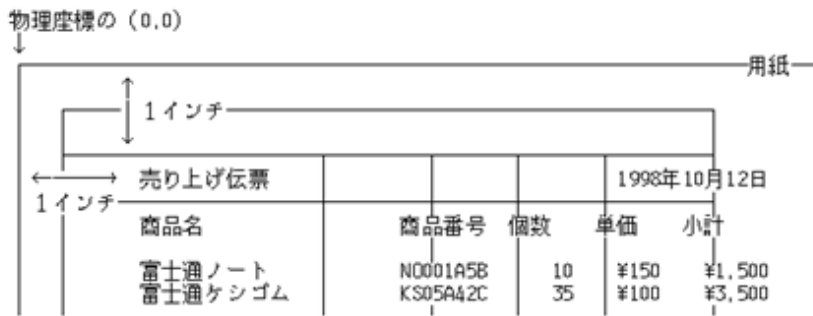 物理座標の（0,0）
用紙
1インチ
売り上げ伝票 1998年10月12日
1インチ
商品名 商品番号 個数 単価 小計
富士通ノート NO001A5B 10 ¥150 ¥1,500
富士通ケシゴム KS05A42C 35 ¥100 ¥3,500